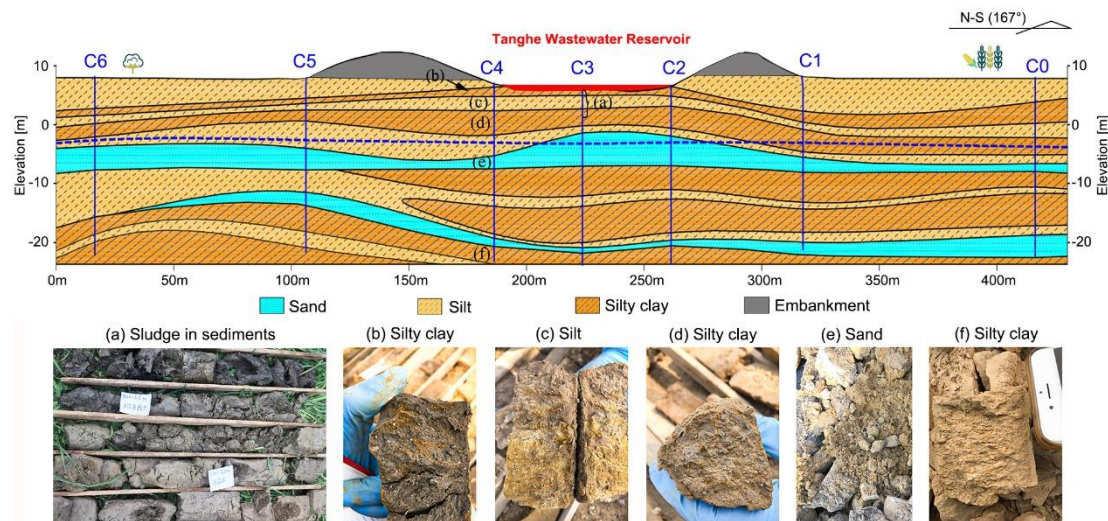 N-S (167°)
Tanghe Wastewater Reservoir
C6 C5 C4 C3 C2 C1 C0
(b)
(c)
(a)
(d)
(e)
(f)
Elevation [m]
10
0
-10
-20
Elevation [m]
10
0
-10
-20
0m 50m 100m 150m 200m 250m 300m 350m 400m
Sand Silt Silty clay Embankment
(a) Sludge in sediments (b) Silty clay (c) Silt (d) Silty clay (e) Sand (f) Silty clay